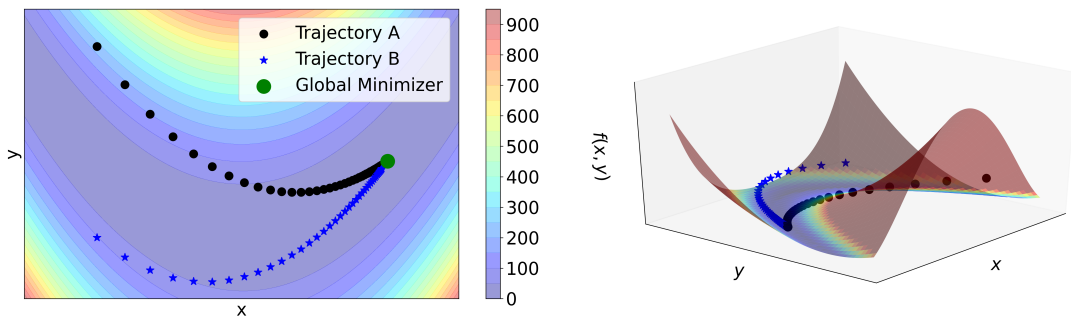 Trajectory A
Trajectory B
Global Minimizer
y
x
900
800
700
600
500
400
300
200
100
0
f(x, y)
y
x